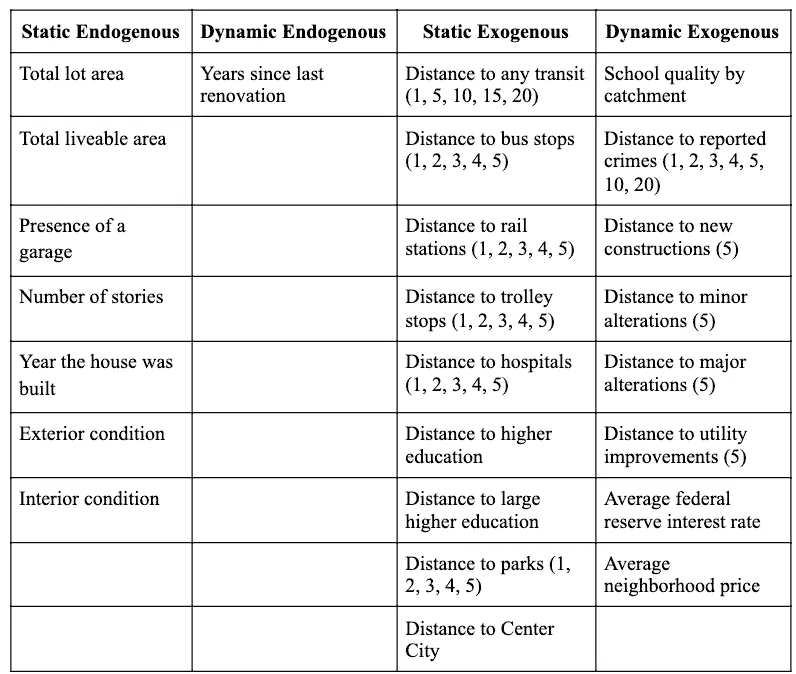 Static Endogenous
Dynamic Endogenous
Static Exogenous
Dynamic Exogenous
Total lot area
Years since last
renovation
Distance to any transit
(1, 5, 10, 15, 20)
School quality by
catchment
Total liveable area
Distance to bus stops
(1, 2, 3, 4, 5)
Distance to reported
crimes (1, 2, 3, 4, 5,
10, 20)
Presence of a
garage
Distance to rail
stations (1, 2, 3, 4, 5)
Distance to new
constructions (5)
Number of stories
Distance to trolley
stops (1, 2, 3, 4, 5)
Distance to minor
alterations (5)
Year the house was
built
Distance to hospitals
(1, 2, 3, 4, 5)
Distance to major
alterations (5)
Exterior condition
Distance to higher
education
Distance to utility
improvements (5)
Interior condition
Distance to large
higher education
Average federal
reserve interest rate
Distance to parks (1,
2, 3, 4, 5)
Average
neighborhood price
Distance to Center
City